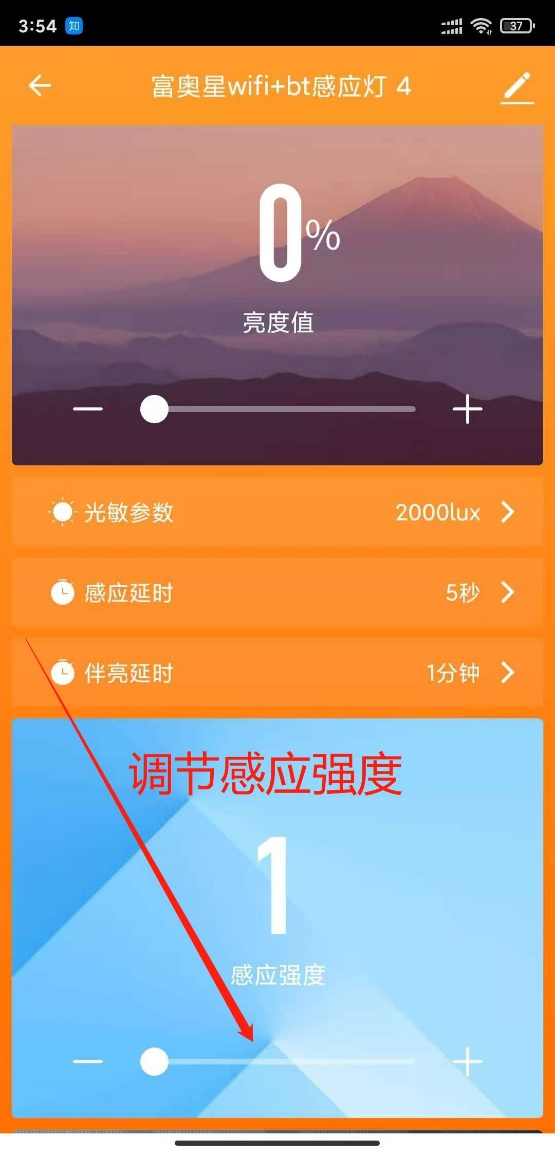 3:54 知 37
富奥星wifi+bt感应灯 4
0%
亮度值
光敏参数 2000lux
感应延时 5秒
伴亮延时 1分钟
调节感应强度
1
感应强度